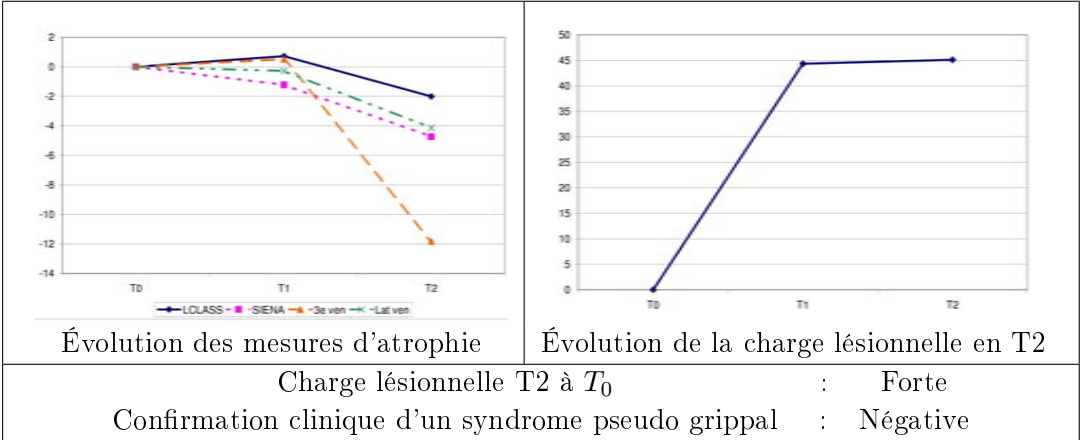 2
0
-2
-4
-6
-8
-10
-12
-14
T0 T1 T2
LCLASS SIENA 3e ven Lat ven
Évolution des mesures d'atrophie
50
45
40
35
30
25
20
15
10
5
0
T0 T1 T2
Évolution de la charge lésionnelle en T2
Charge lésionnelle T2 à T₀ : Forte
Confirmation clinique d'un syndrome pseudo grippal : Négative